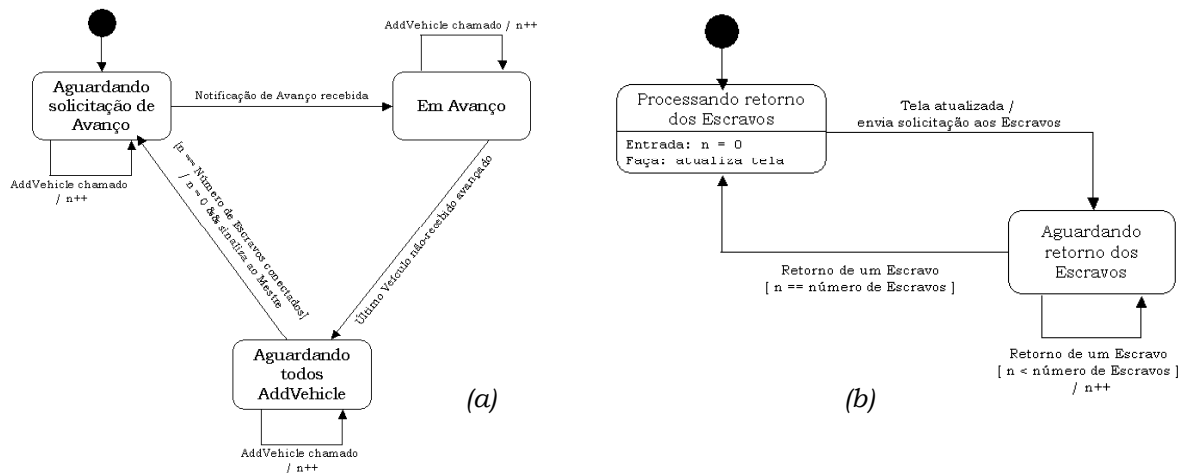 AddVehicle chamado / n++
Aguardando
solicitação de
Avanço
Notificação de Avanço recebida
Em Avanço
AddVehicle chamado
/ n++
[n == Número de Escravos conectados]
/ n = 0 && sinaliza ao Mestre
Último Veículo não-recebido avançado
Aguardando
todos
AddVehicle
AddVehicle chamado
/ n++
(a)
Processando retorno
dos Escravos
Entrada: n = 0
Faça: atualiza tela
Tela atualizada /
envia solicitação aos Escravos
Aguardando
retorno dos
Escravos
Retorno de um Escravo
[ n == número de Escravos ]
Retorno de um Escravo
[ n < número de Escravos ]
/ n++
(b)